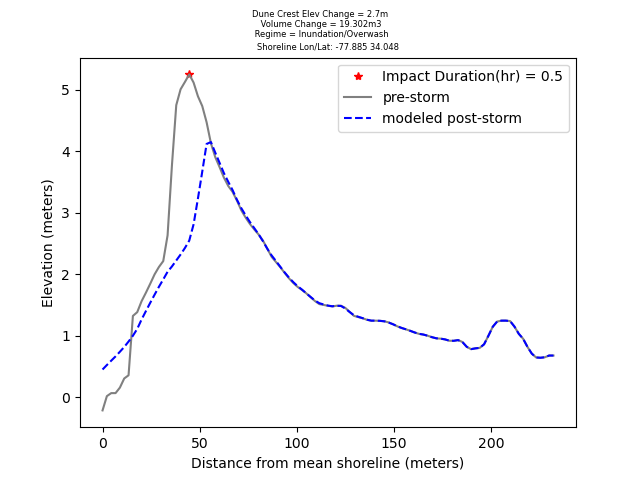 Dune Crest Elev Change = 2.7m
Volume Change = 19.302m3
Regime = Inundation/Overwash
Shoreline Lon/Lat: -77.885 34.048
Impact Duration(hr) = 0.5
pre-storm
modeled post-storm
Elevation (meters)
5
4
3
2
1
0
0 50 100 150 200
Distance from mean shoreline (meters)